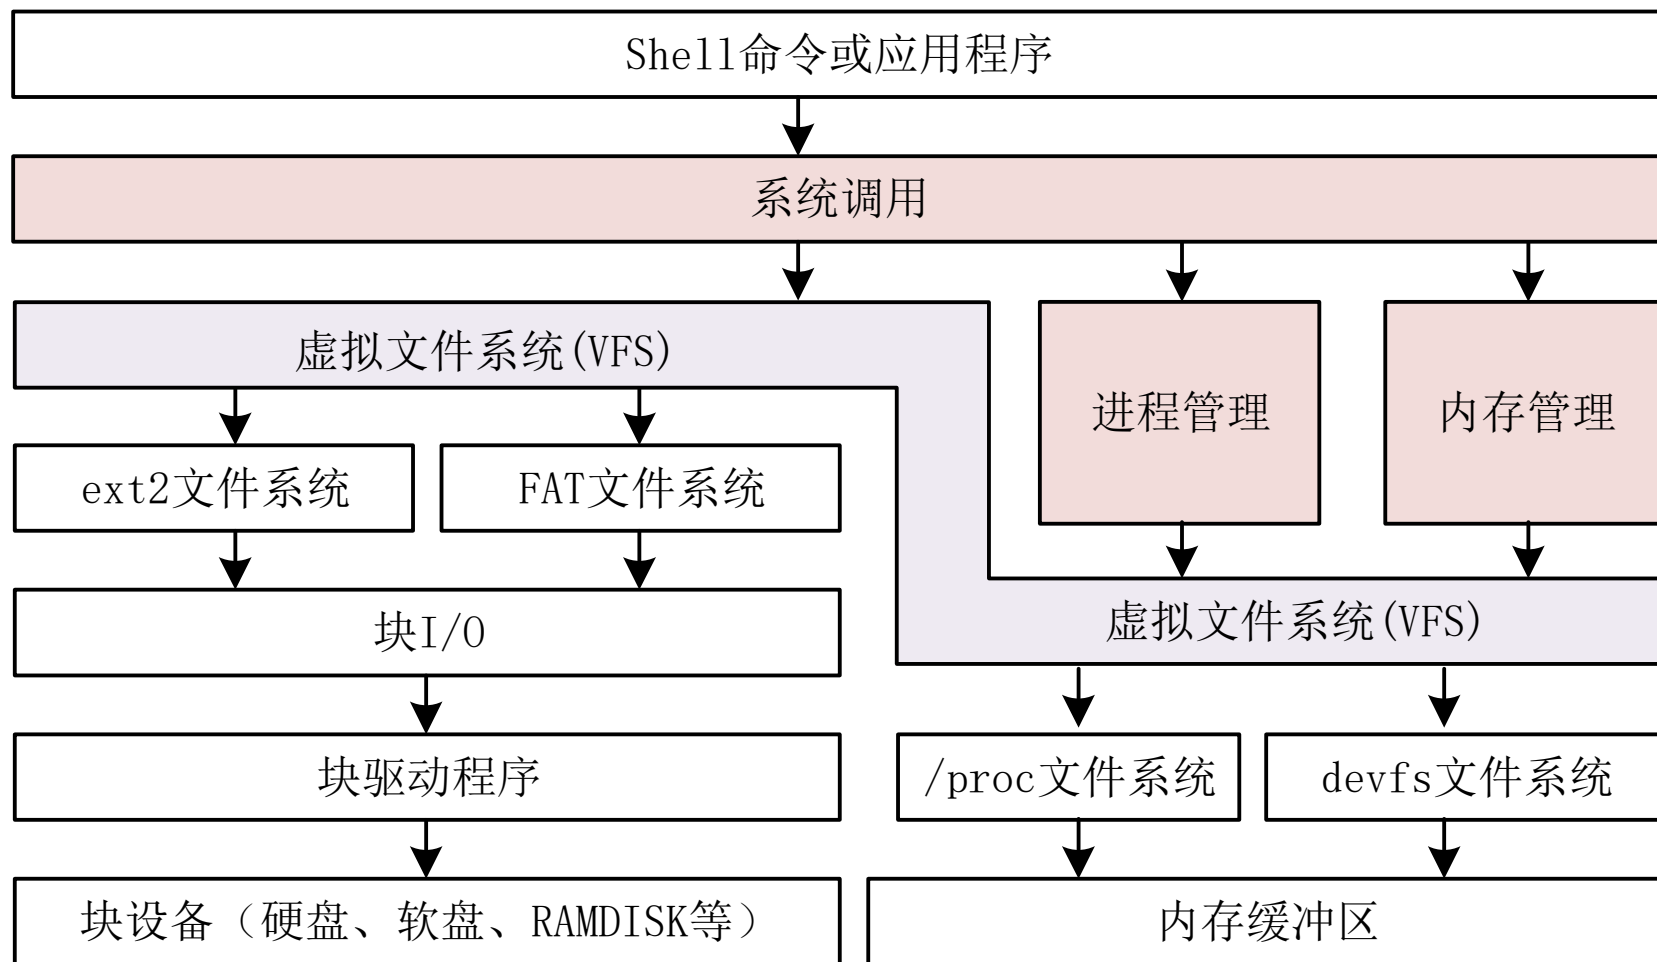 Shell命令或应用程序
系统调用
虚拟文件系统(VFS)
进程管理
内存管理
ext2文件系统
FAT文件系统
块I/O
虚拟文件系统(VFS)
块驱动程序
/proc文件系统
devfs文件系统
块设备（硬盘、软盘、RAMDISK等）
内存缓冲区